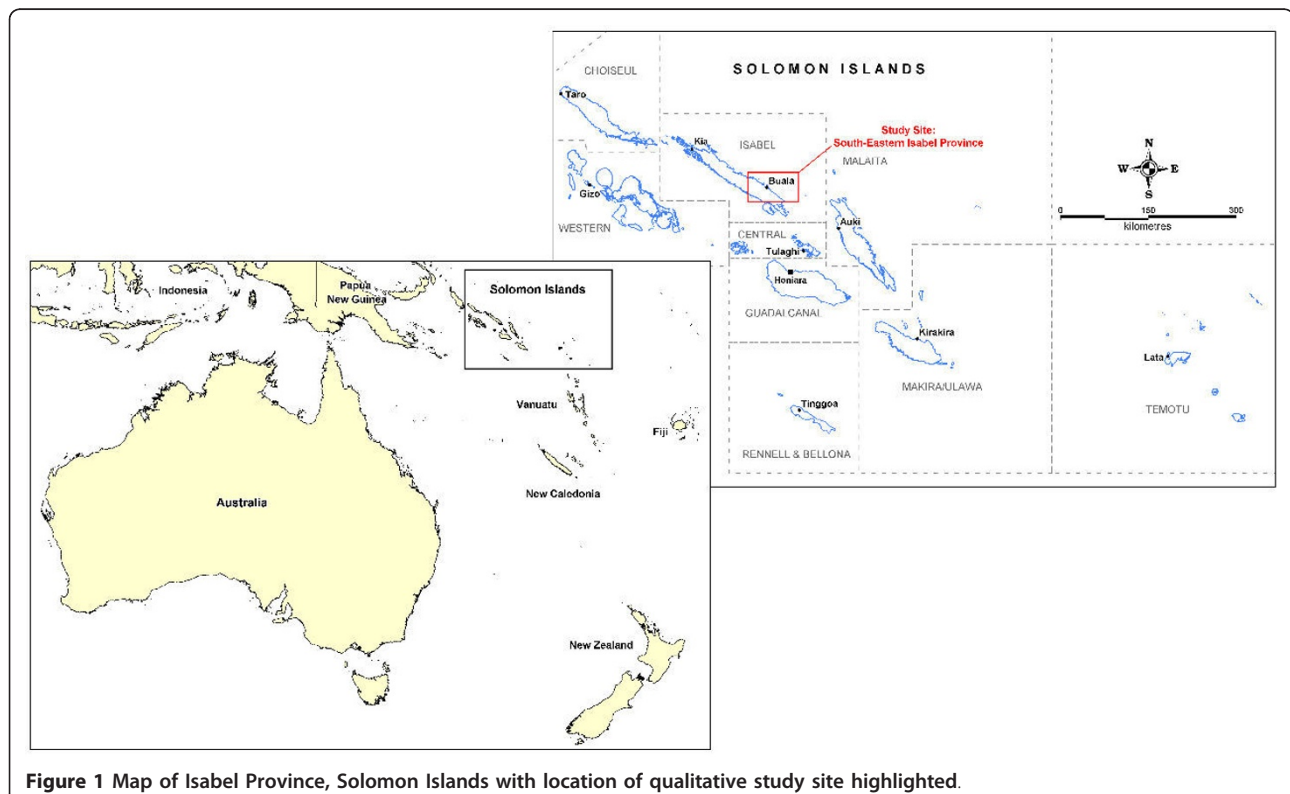 SOLOMON ISLANDS
CHOISEUL
Taro
Kia
ISABEL
Study Site:
South-Eastern Isabel Province
MALAITA
Buala
Gizo
WESTERN
CENTRAL
Auki
Tulaghi
Honiara
GUADALCANAL
Kirakira
MAKIRA/ULAWA
Lata
TEMOTU
Tinggoa
RENNELL & BELLONA
N
W E
S
0 150 300
kilometres
Indonesia
Papua
New Guinea
Solomon Islands
Vanuatu
Fiji
New Caledonia
Australia
New Zealand
Figure 1 Map of Isabel Province, Solomon Islands with location of qualitative study site highlighted.